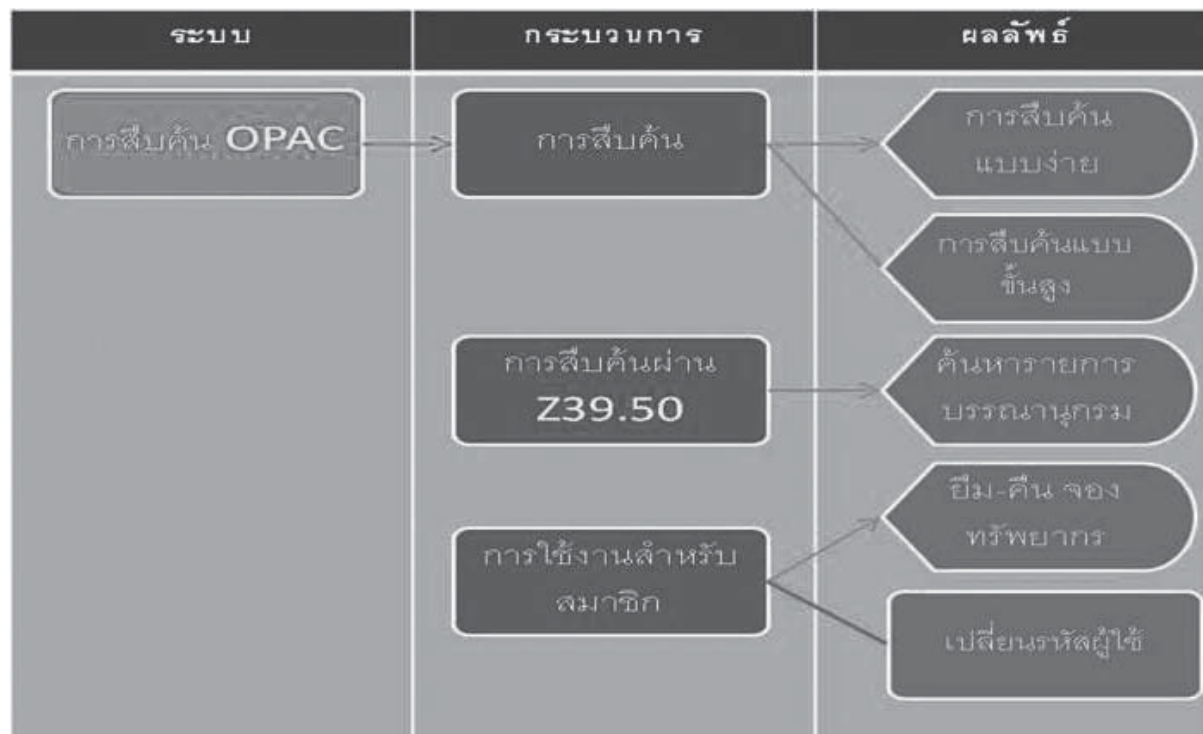 ระบบ
กระบวนการ
ผลลัพธ์
การสืบค้น OPAC
การสืบค้น
การสืบค้น
แบบง่าย
การสืบค้นแบบ
ขั้นสูง
การสืบค้นผ่าน
Z39.50
ค้นหารายการ
บรรณานุกรม
การใช้งานสำหรับ
สมาชิก
ยืม-คืน จอง
ทรัพยากร
เปลี่ยนรหัสผู้ใช้